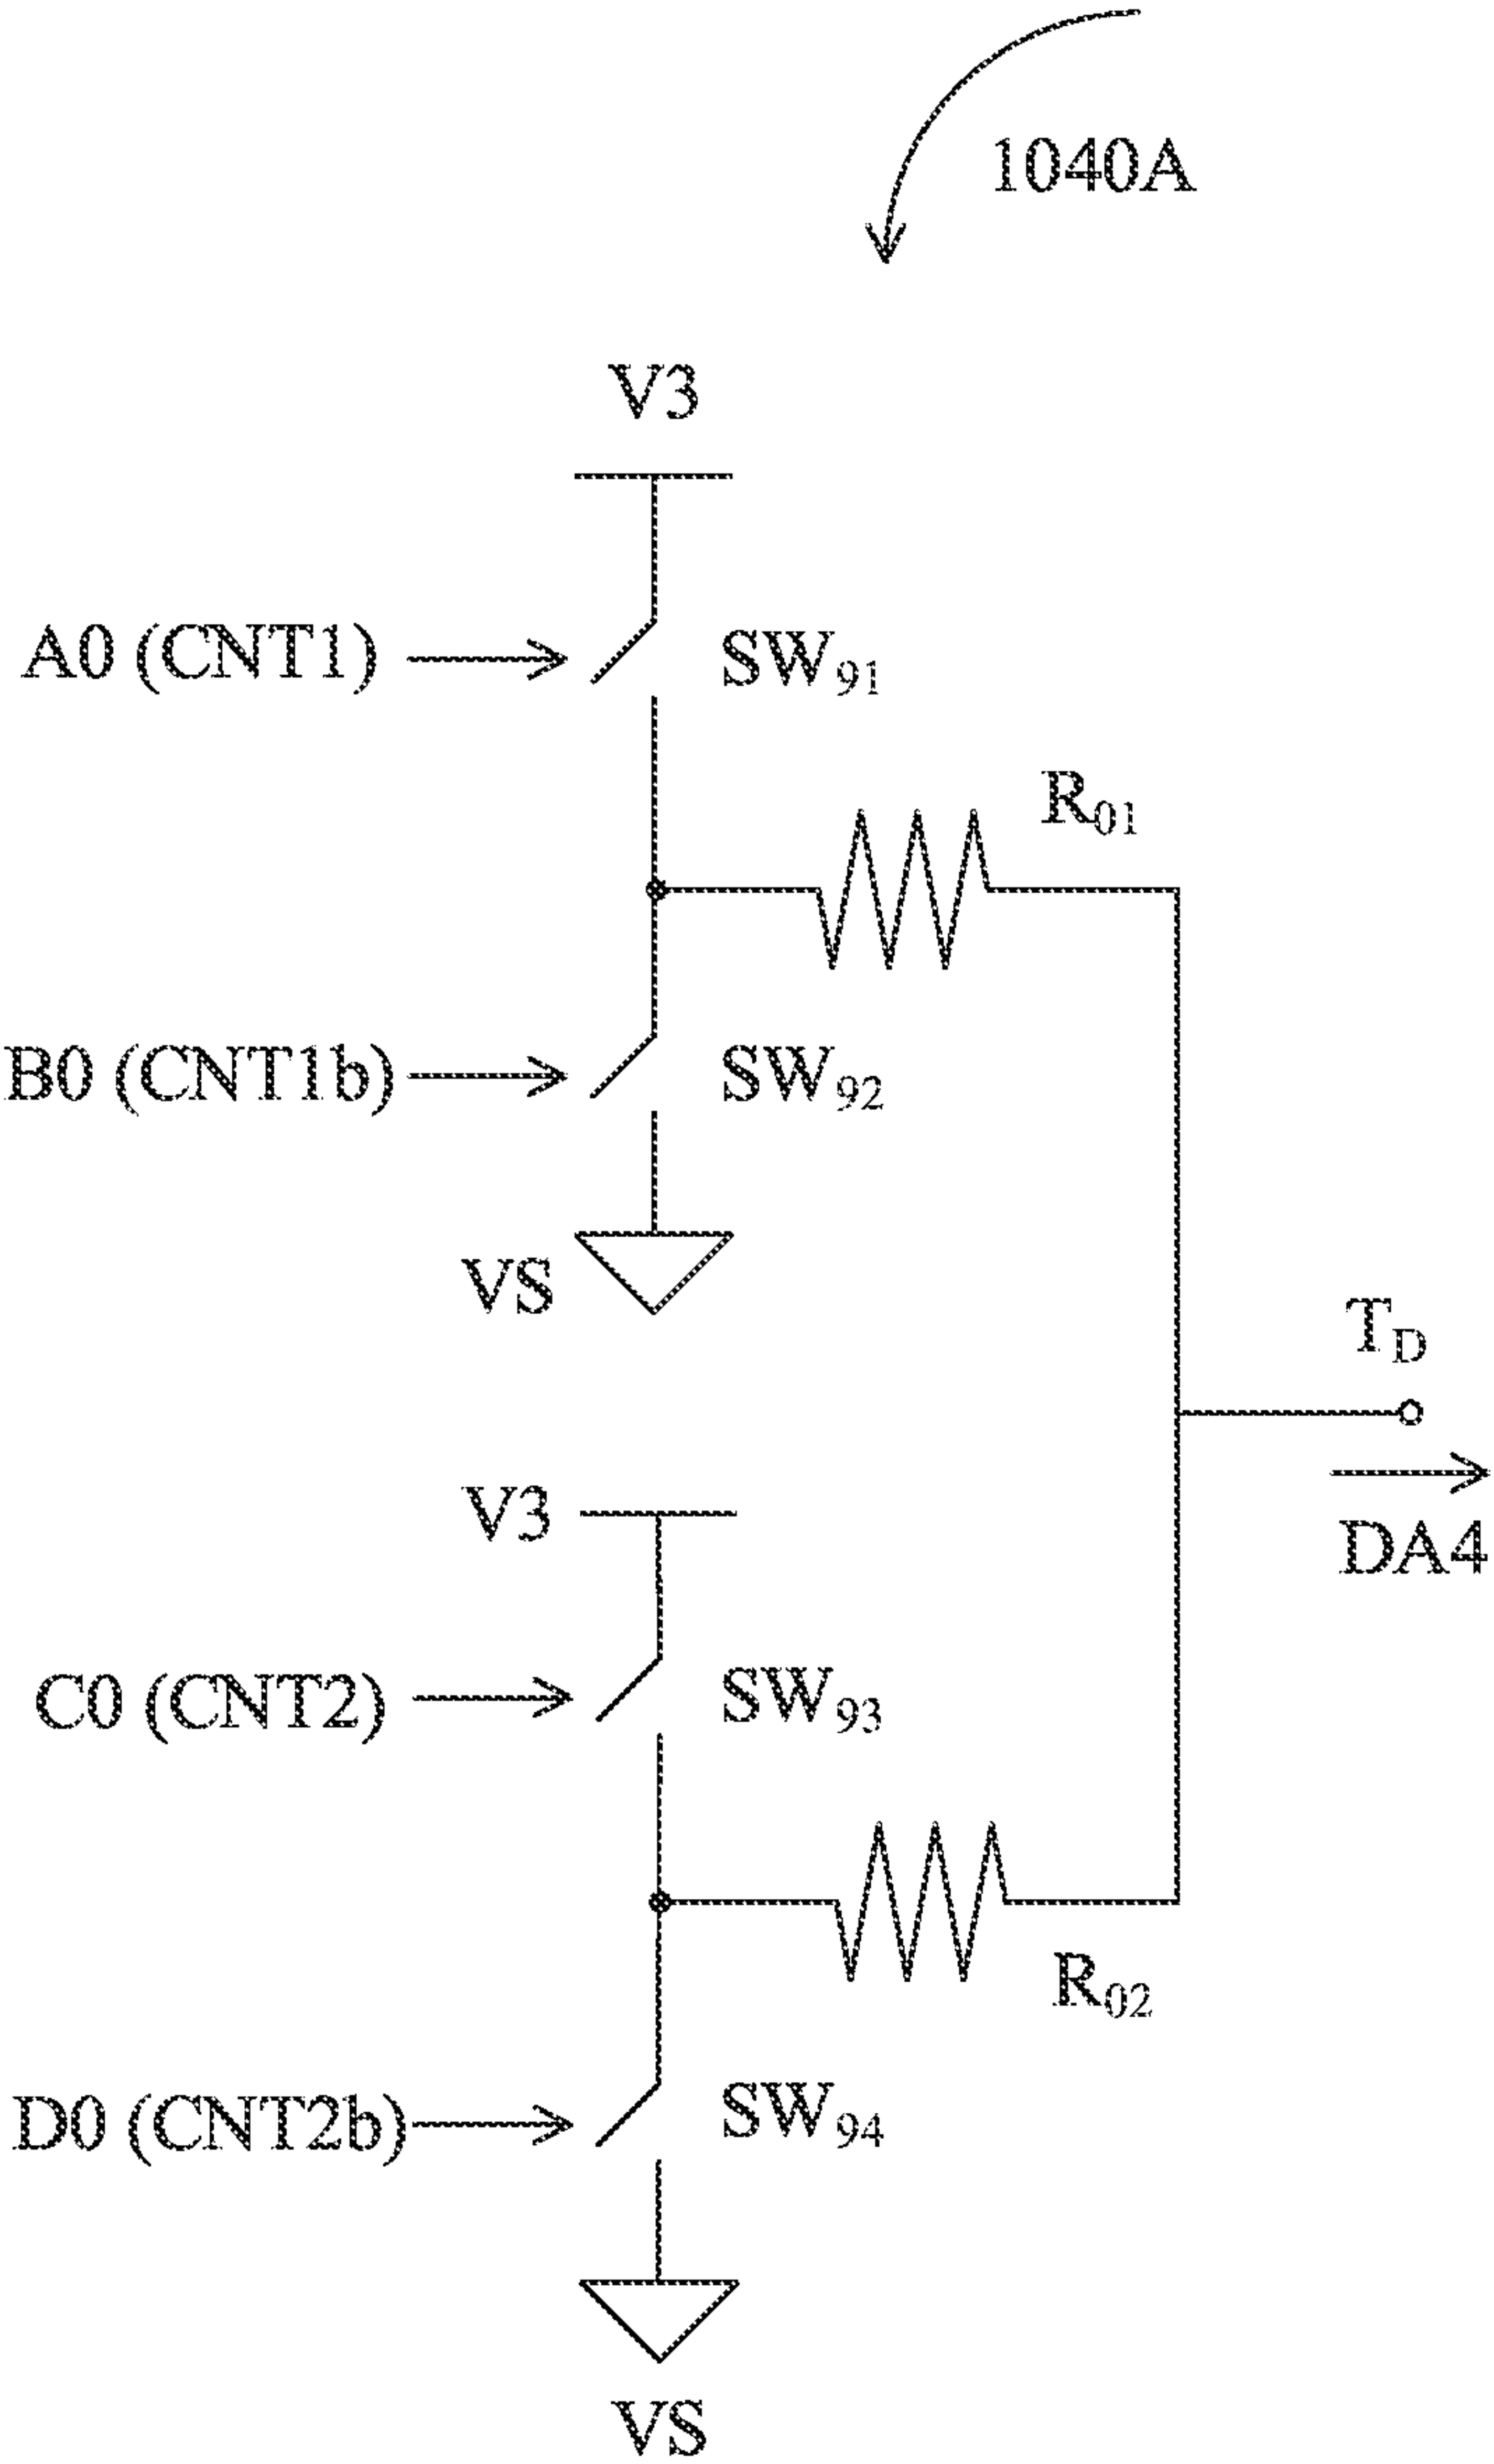 1040A
V3
A0 (CNT1)
SW91
R01
B0 (CNT1b)
SW92
VS
TD
V3
DA4
C0 (CNT2)
SW93
R02
D0 (CNT2b)
SW94
VS